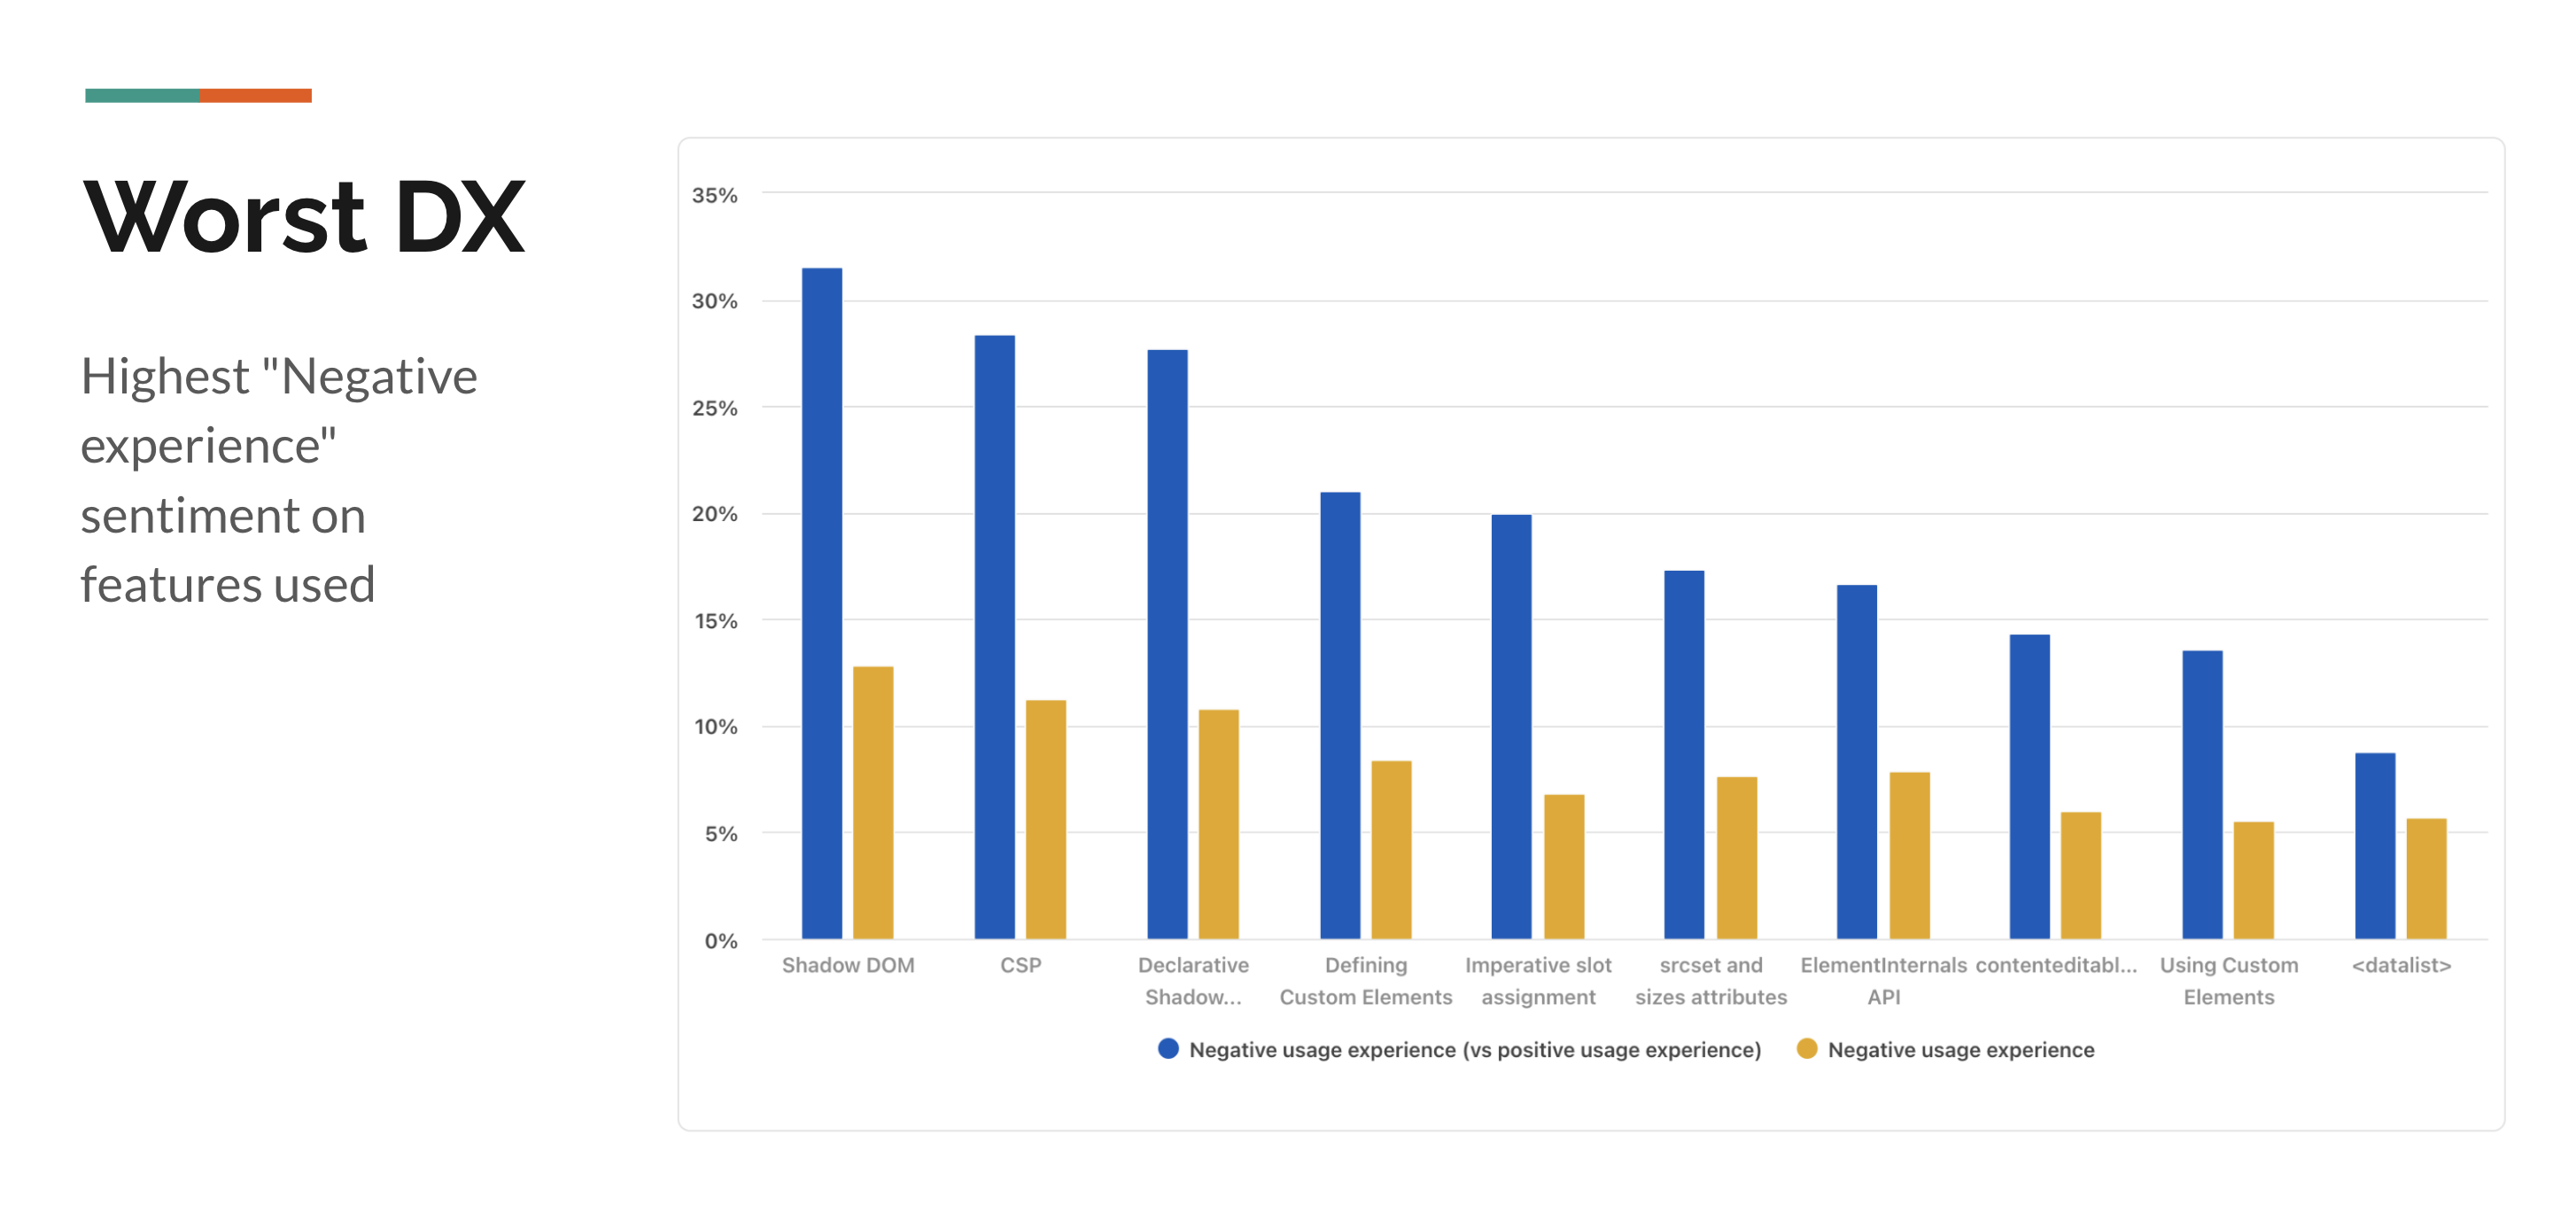 Worst DX
Highest "Negative
experience"
sentiment on
features used
35%
30%
25%
20%
15%
10%
5%
0%
Shadow DOM
CSP
Declarative
Shadow...
Defining
Custom Elements
Imperative slot
assignment
srcset and
sizes attributes
ElementInternals
API
contenteditabl...
Using Custom
Elements
<datalist>
Negative usage experience (vs positive usage experience)
Negative usage experience